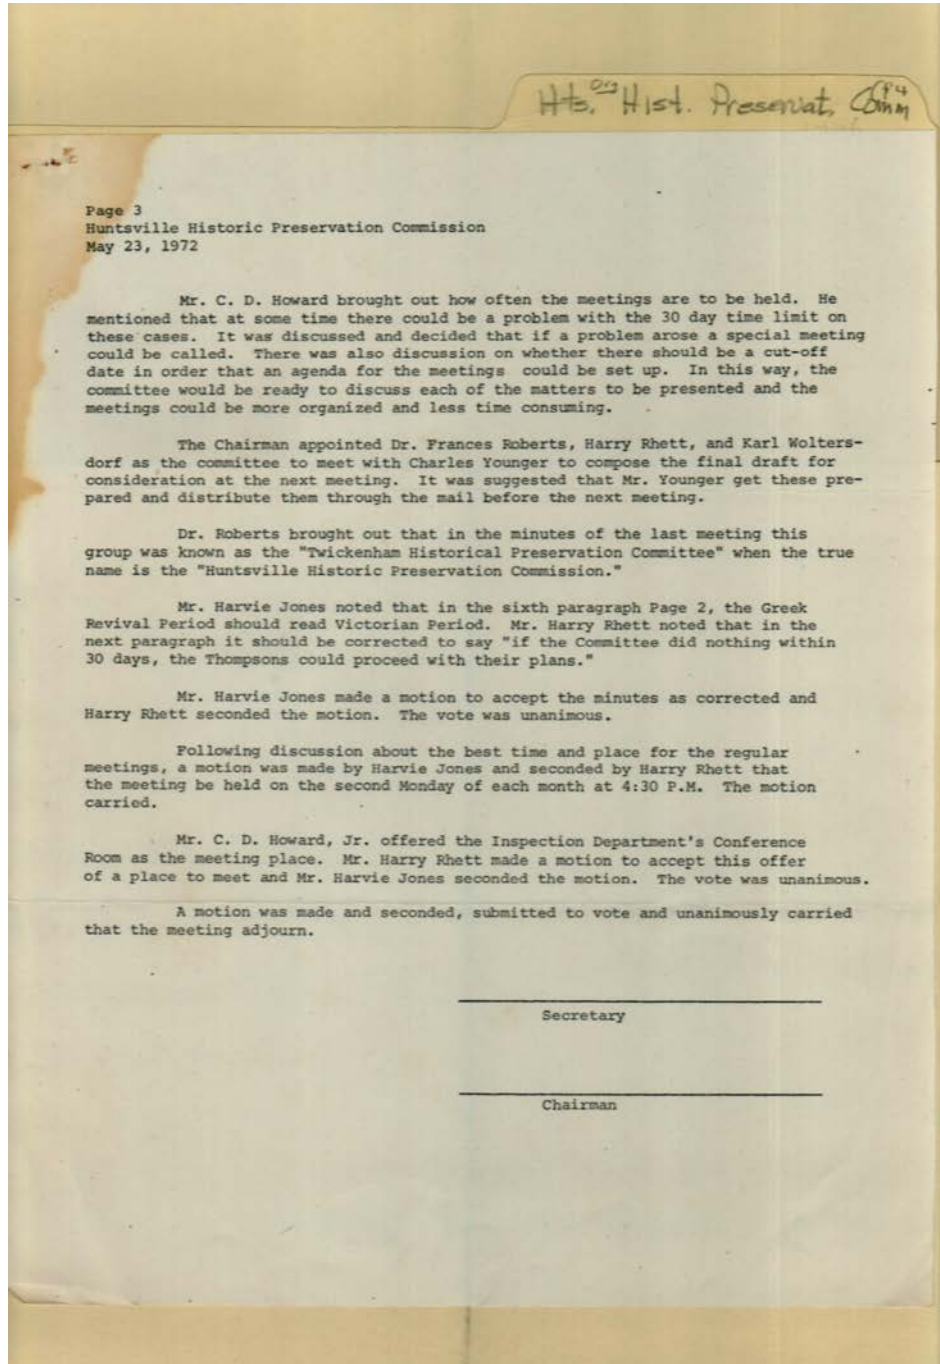 Org P4
Hts. Hist. Preservat. Comm
Page 3
Huntsville Historic Preservation Commission
May 23, 1972
Mr. C. D. Howard brought out how often the meetings are to be held. He
mentioned that at some time there could be a problem with the 30 day time limit on
these cases. It was discussed and decided that if a problem arose a special meeting
could be called. There was also discussion on whether there should be a cut-off
date in order that an agenda for the meetings could be set up. In this way, the
committee would be ready to discuss each of the matters to be presented and the
meetings could be more organized and less time consuming.
The Chairman appointed Dr. Frances Roberts, Harry Rhett, and Karl Wolters-
dorf as the committee to meet with Charles Younger to compose the final draft for
consideration at the next meeting. It was suggested that Mr. Younger get these pre-
pared and distribute them through the mail before the next meeting.
Dr. Roberts brought out that in the minutes of the last meeting this
group was known as the "Twickenham Historical Preservation Committee" when the true
name is the "Huntsville Historic Preservation Commission."
Mr. Harvie Jones noted that in the sixth paragraph Page 2, the Greek
Revival Period should read Victorian Period. Mr. Harry Rhett noted that in the
next paragraph it should be corrected to say "if the Committee did nothing within
30 days, the Thompsons could proceed with their plans."
Mr. Harvie Jones made a motion to accept the minutes as corrected and
Harry Rhett seconded the motion. The vote was unanimous.
Following discussion about the best time and place for the regular
meetings, a motion was made by Harvie Jones and seconded by Harry Rhett that
the meeting be held on the second Monday of each month at 4:30 P.M. The motion
carried.
Mr. C. D. Howard, Jr. offered the Inspection Department's Conference
Room as the meeting place. Mr. Harry Rhett made a motion to accept this offer
of a place to meet and Mr. Harvie Jones seconded the motion. The vote was unanimous.
A motion was made and seconded, submitted to vote and unanimously carried
that the meeting adjourn.
Secretary
Chairman